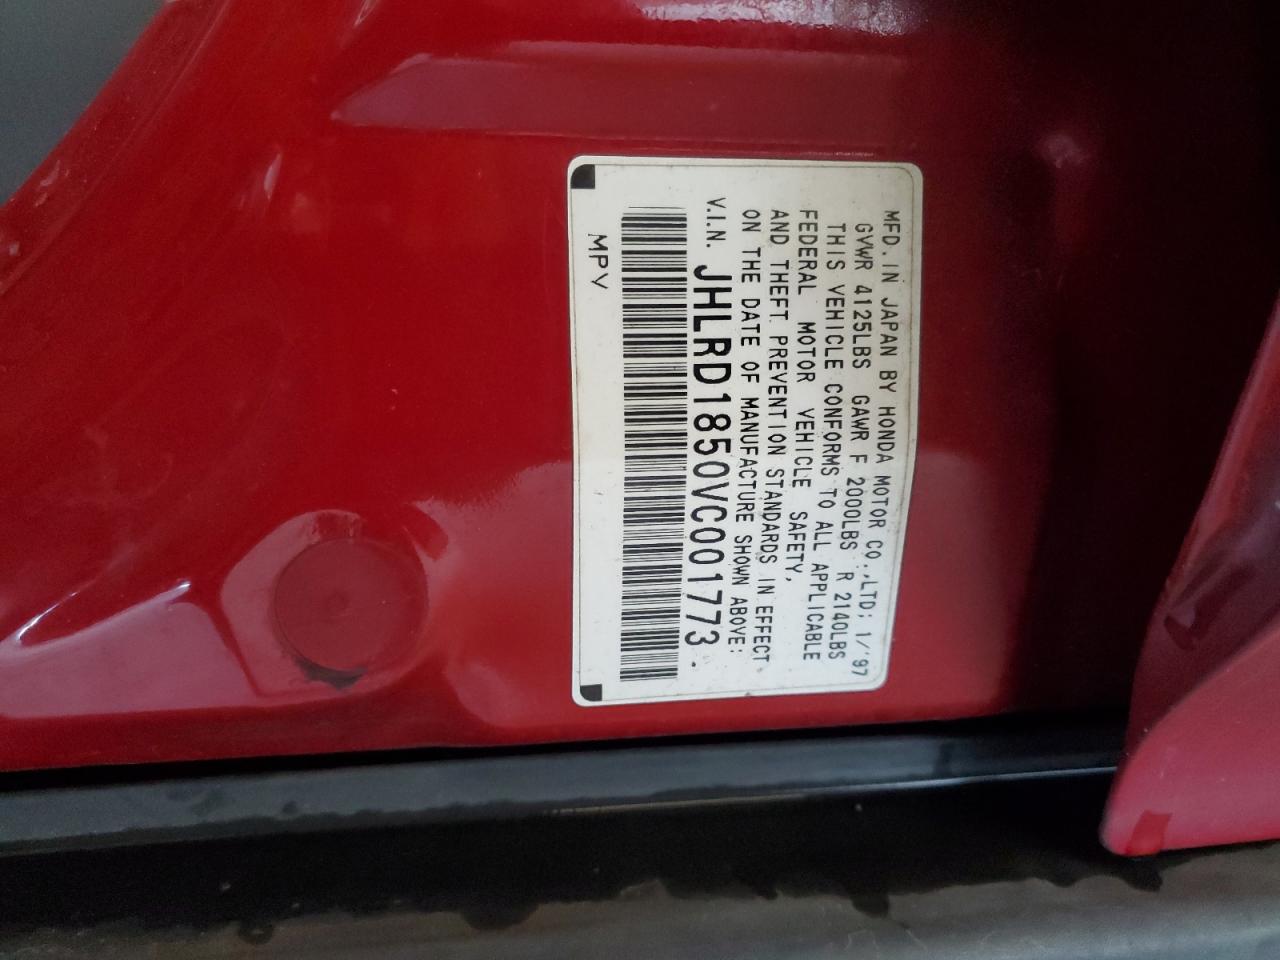 MFD. IN JAPAN BY HONDA MOTOR CO.,LTD; 1/'97
GVWR 4125LBS GAWR F 2000LBS R 2140LBS
THIS VEHICLE CONFORMS TO ALL APPLICABLE
FEDERAL MOTOR VEHICLE SAFETY,
AND THEFT PREVENTION STANDARDS IN EFFECT
ON THE DATE OF MANUFACTURE SHOWN ABOVE:
V.I.N. JHLRD1850VC001773.
MPV